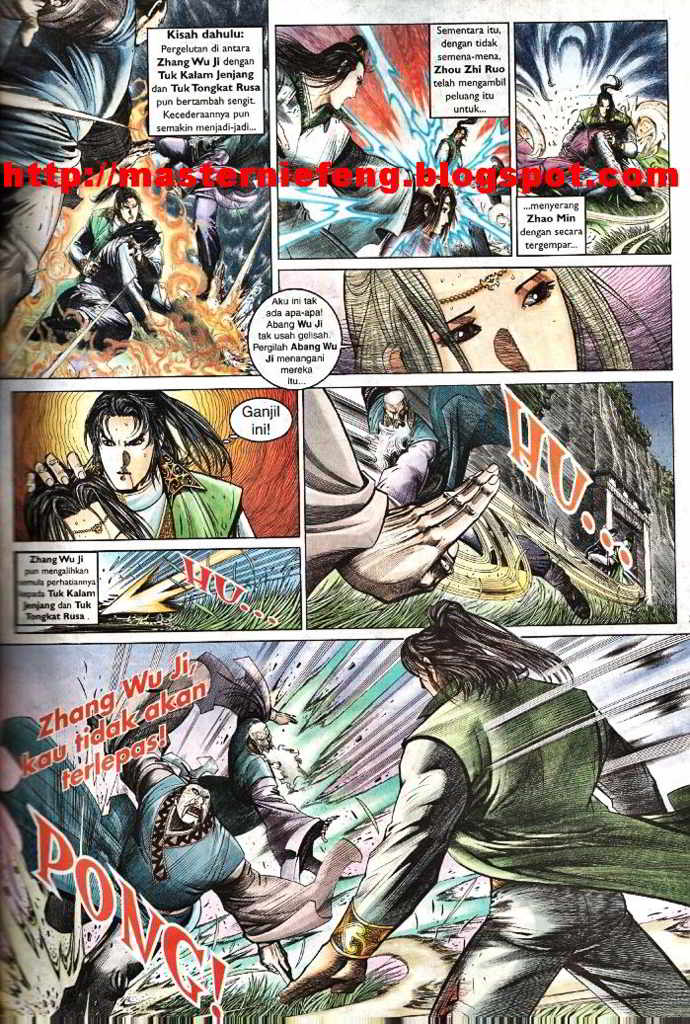 Kisah dahulu:
Pergelutan di antara
Zhang Wu Ji dengan
Tuk Kalam Jenjang
dan Tuk Tongkat Rusa
pun bertambah sengit.
Kecederaannya pun
semakin menjadi-jadi...
Sementara itu,
dengan tidak
semena-mena,
Zhou Zhi Ruo
telah mengambil
peluang itu
untuk...
http://masterniefeng.blogspot.com
...menyerang
Zhao Min
dengan secara
tergempar...
Aku ini tak
ada apa-apa!
Abang Wu Ji
tak usah gelisah.
Pergilah Abang Wu
Ji menangani
mereka
itu...
Ganjil
ini!
HU...
Zhang Wu Ji
pun mengalihkan
semula perhatiannya
kepada Tuk Kalam
Jenjang dan Tuk
Tongkat Rusa.
HU...
Zhang Wu Ji,
kau tidak akan
terlepas!
PONG!